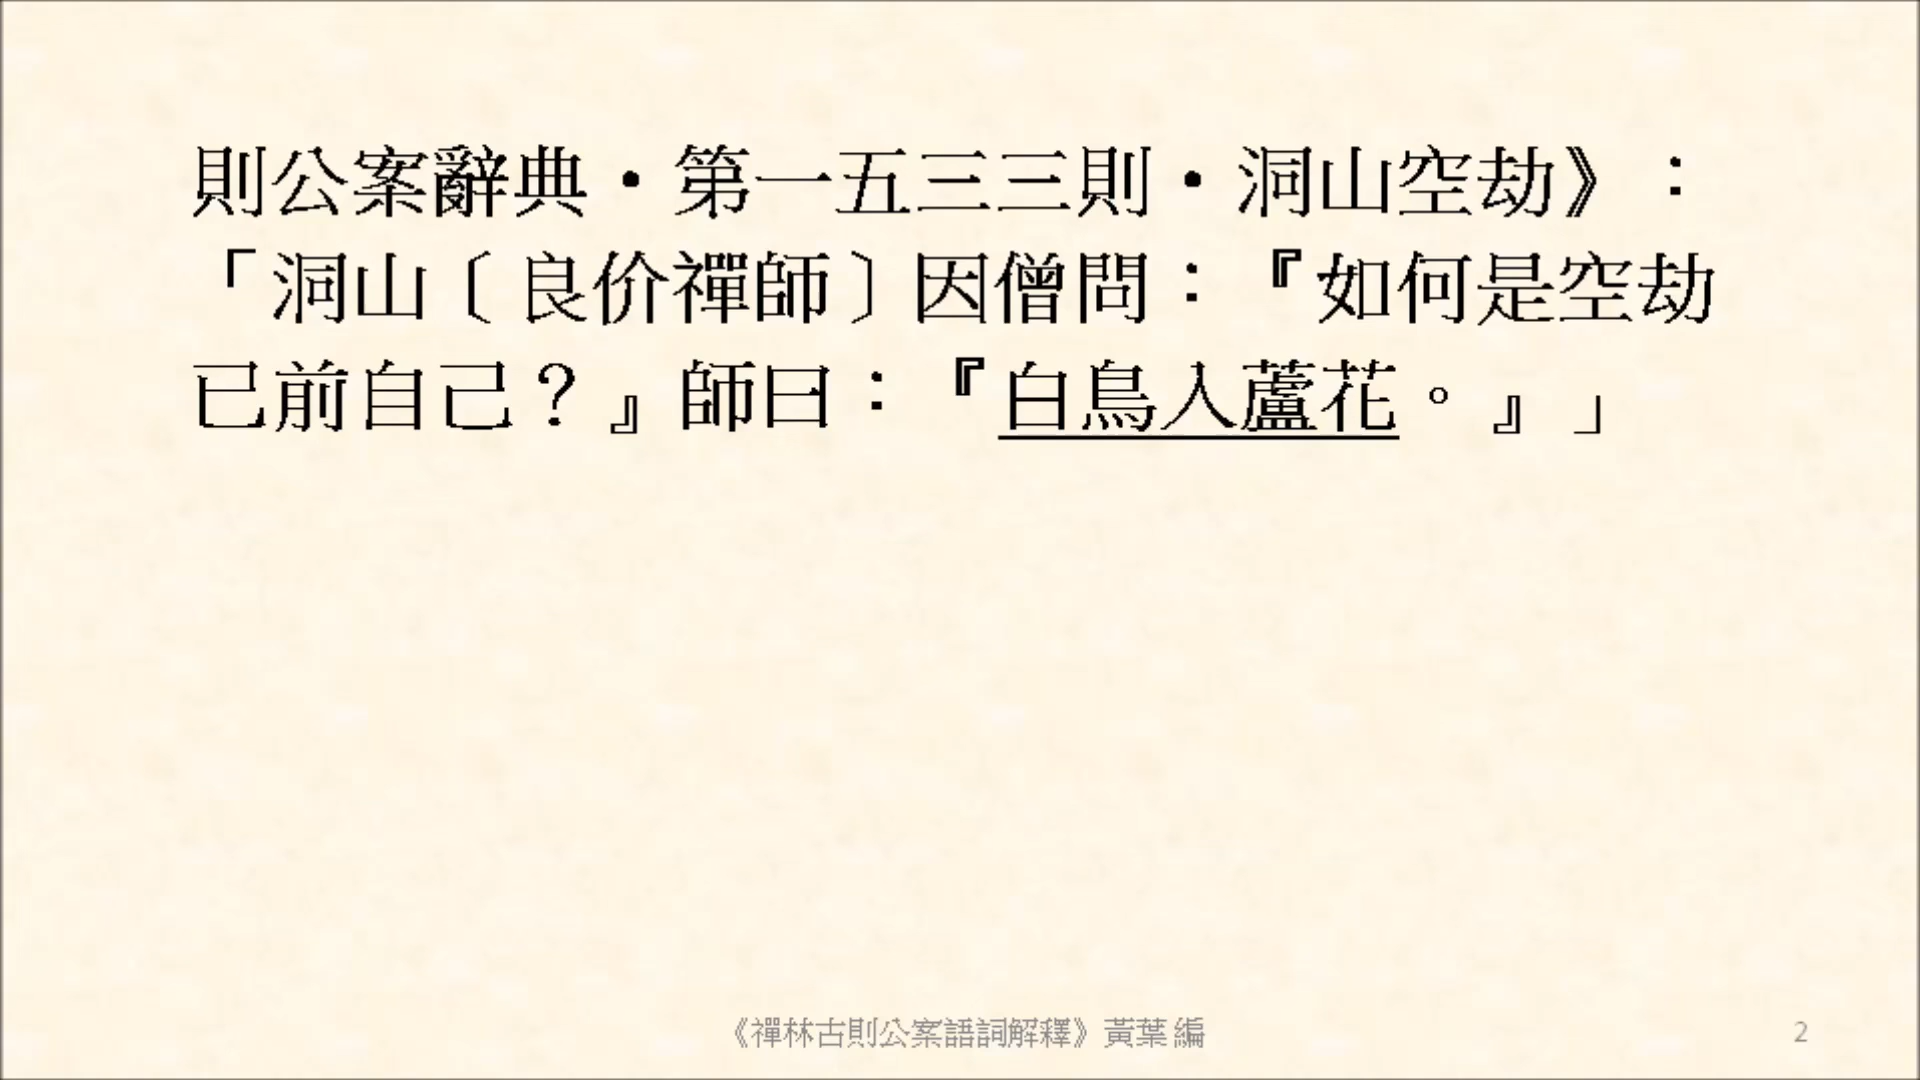 則公案辭典‧第一五三三則‧洞山空劫》：
「洞山〔良价禪師〕因僧問：『如何是空劫
已前自己？』師曰：『白鳥入蘆花。』」
《禪林古則公案語詞解釋》黃葉 編
2